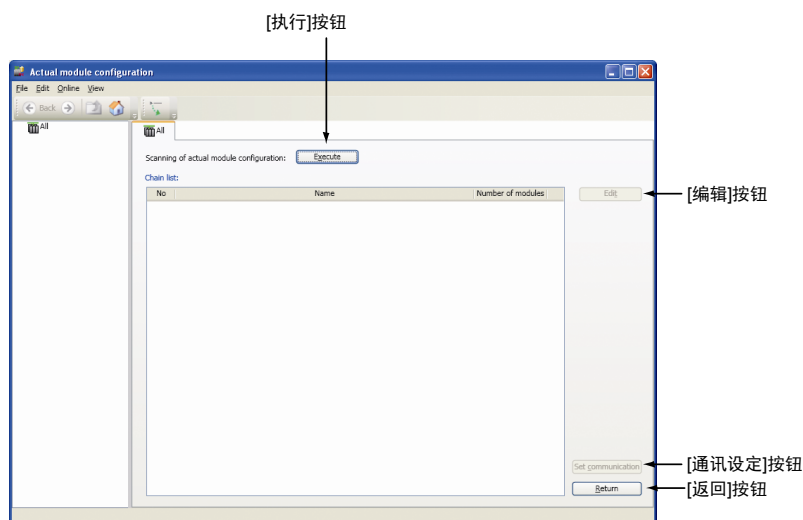 [执行]按钮
Actual module configuration
File Edit Online View
Back
All
All
Scanning of actual module configuration: Execute
Chain list:
No Name Number of modules
Edit
[编辑]按钮
Set communication
[通讯设定]按钮
Return
[返回]按钮